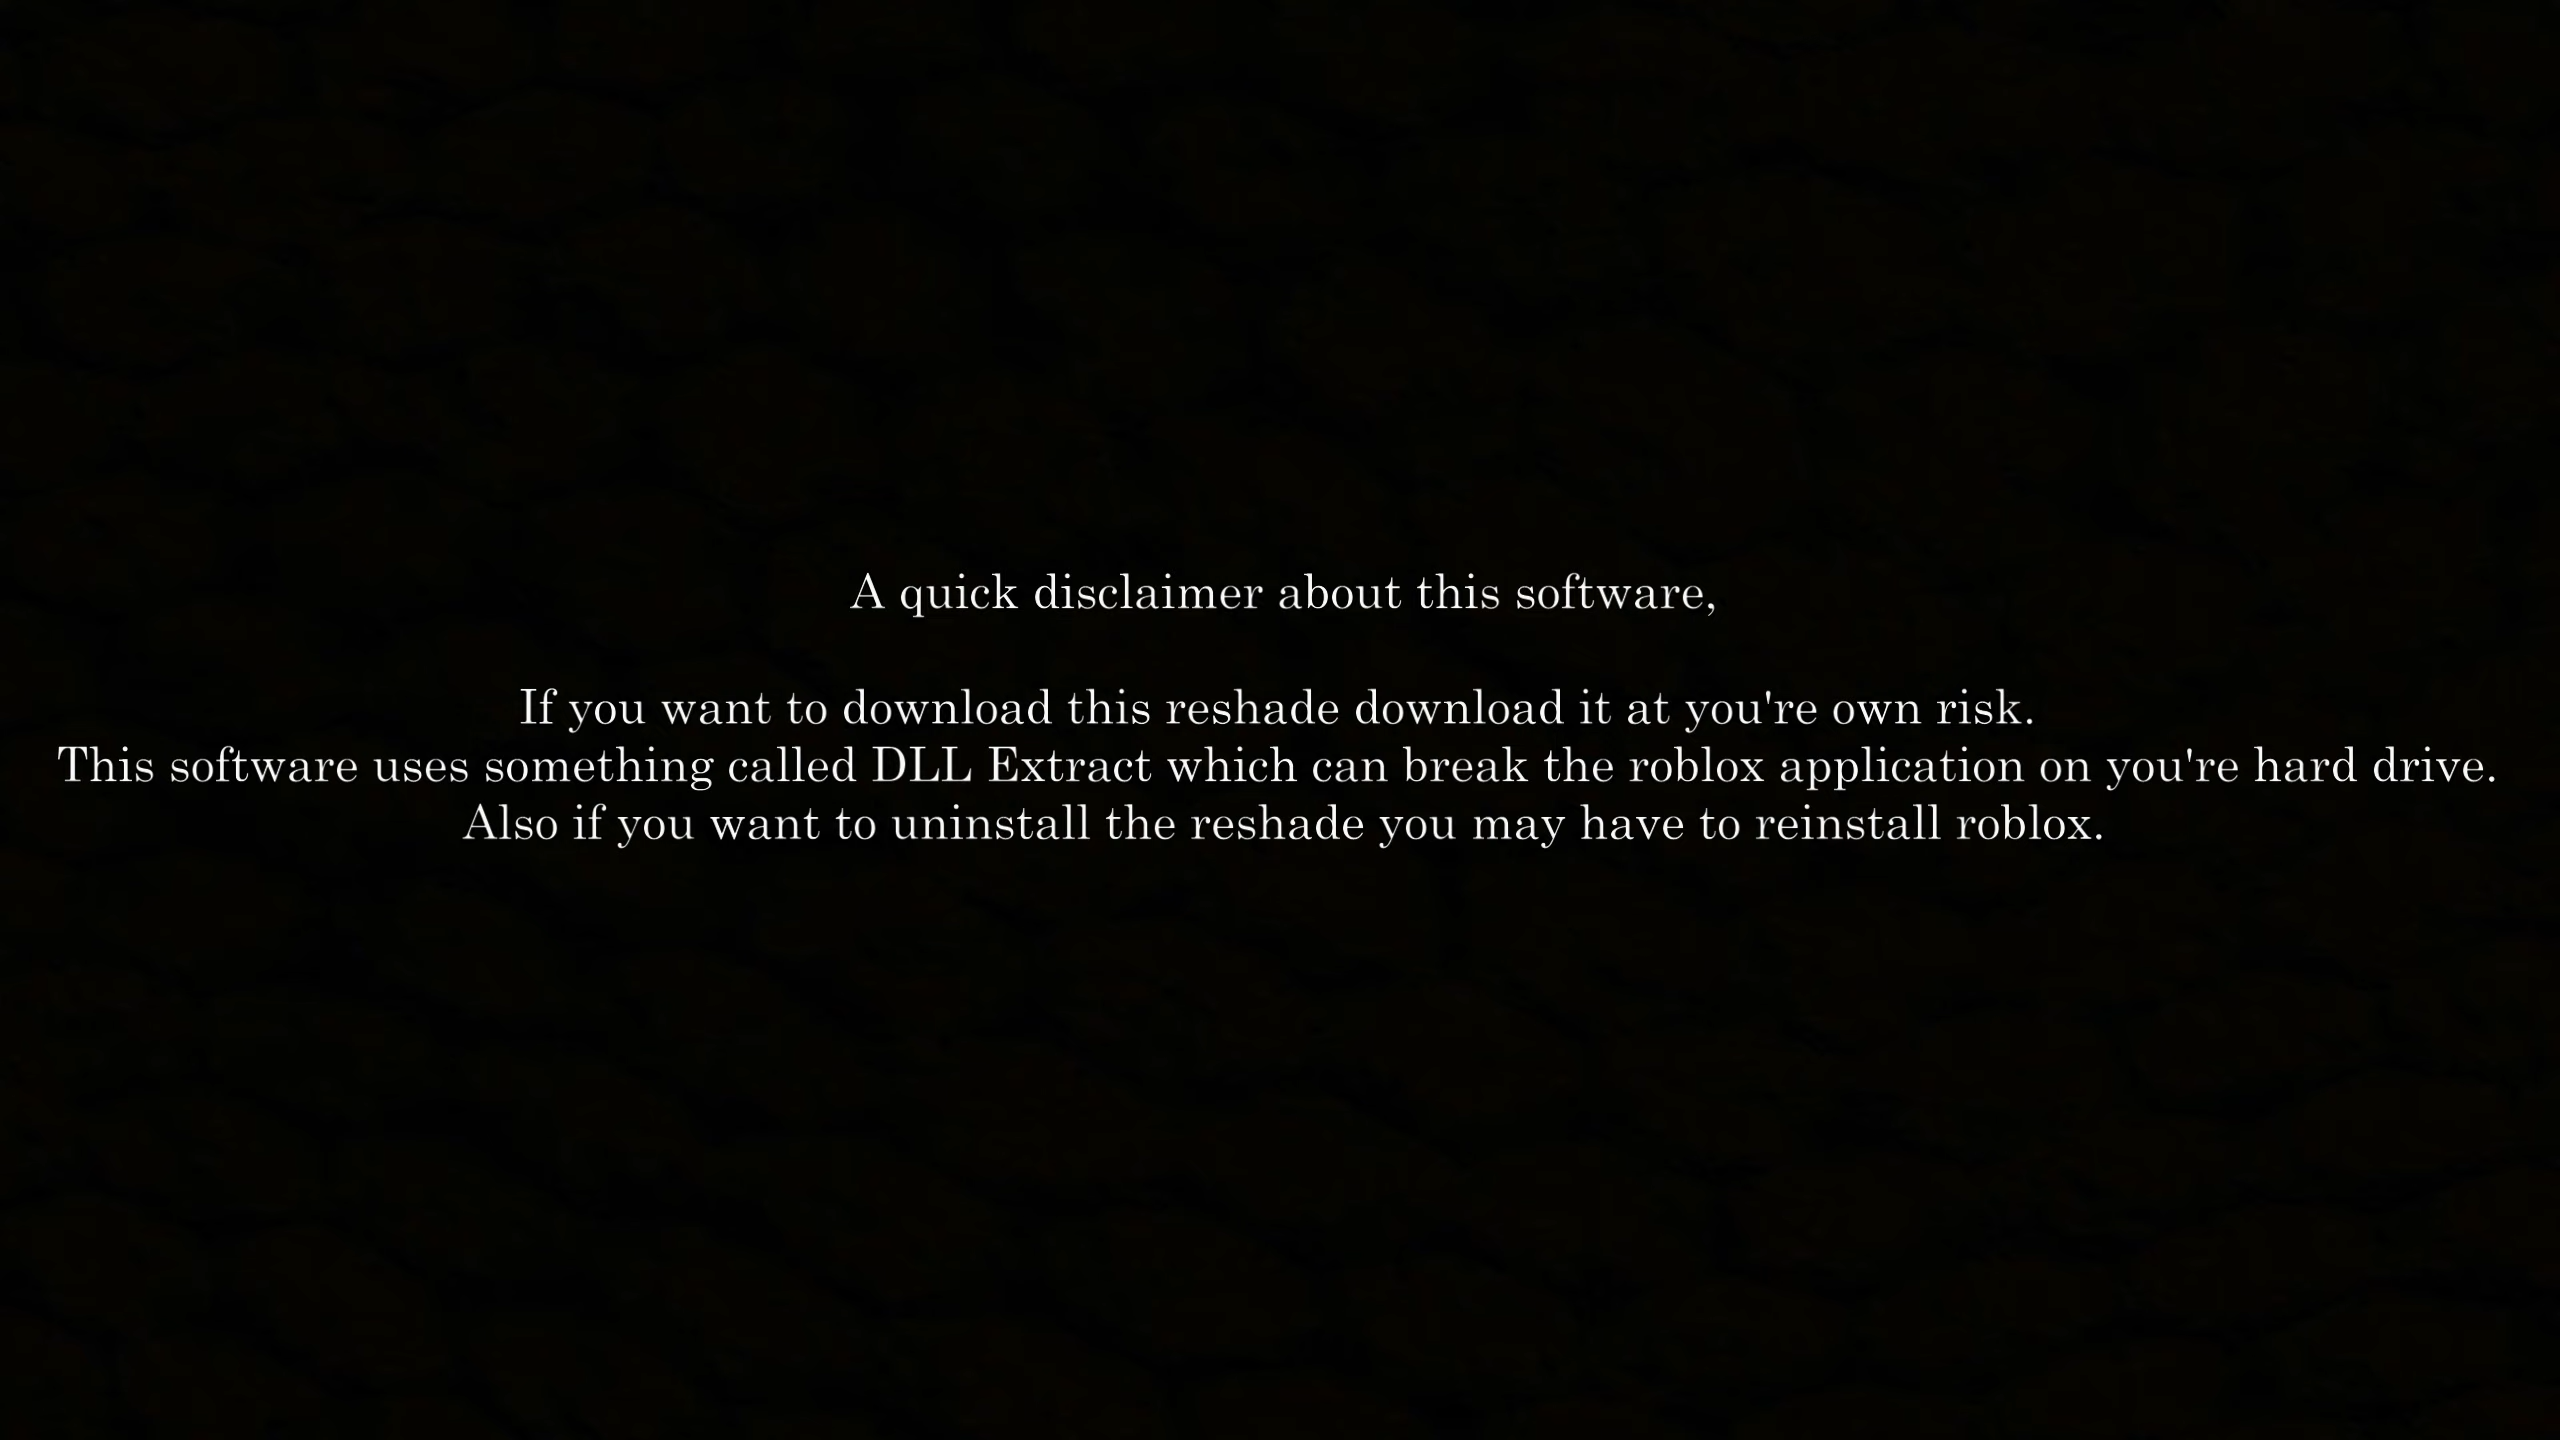 A quick disclaimer about this software,
If you want to download this reshade download it at you're own risk.
This software uses something called DLL Extract which can break the roblox application on you're hard drive.
Also if you want to uninstall the reshade you may have to reinstall roblox.